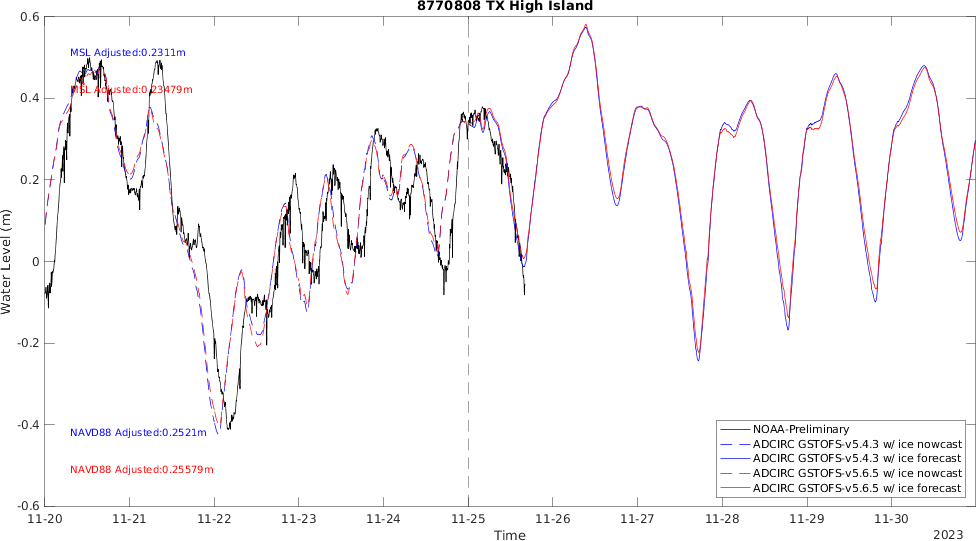 8770808 TX High Island
0.6
0.4
0.2
0
-0.2
-0.4
-0.6
Water Level (m)
MSL Adjusted:0.2311m
MSL Adjusted:0.23479m
NAVD88 Adjusted:0.2521m
NAVD88 Adjusted:0.25579m
NOAA-Preliminary
ADCIRC GSTOFS-v5.4.3 w/ ice nowcast
ADCIRC GSTOFS-v5.4.3 w/ ice forecast
ADCIRC GSTOFS-v5.6.5 w/ ice nowcast
ADCIRC GSTOFS-v5.6.5 w/ ice forecast
11-20 11-21 11-22 11-23 11-24 11-25 11-26 11-27 11-28 11-29 11-30
Time
2023